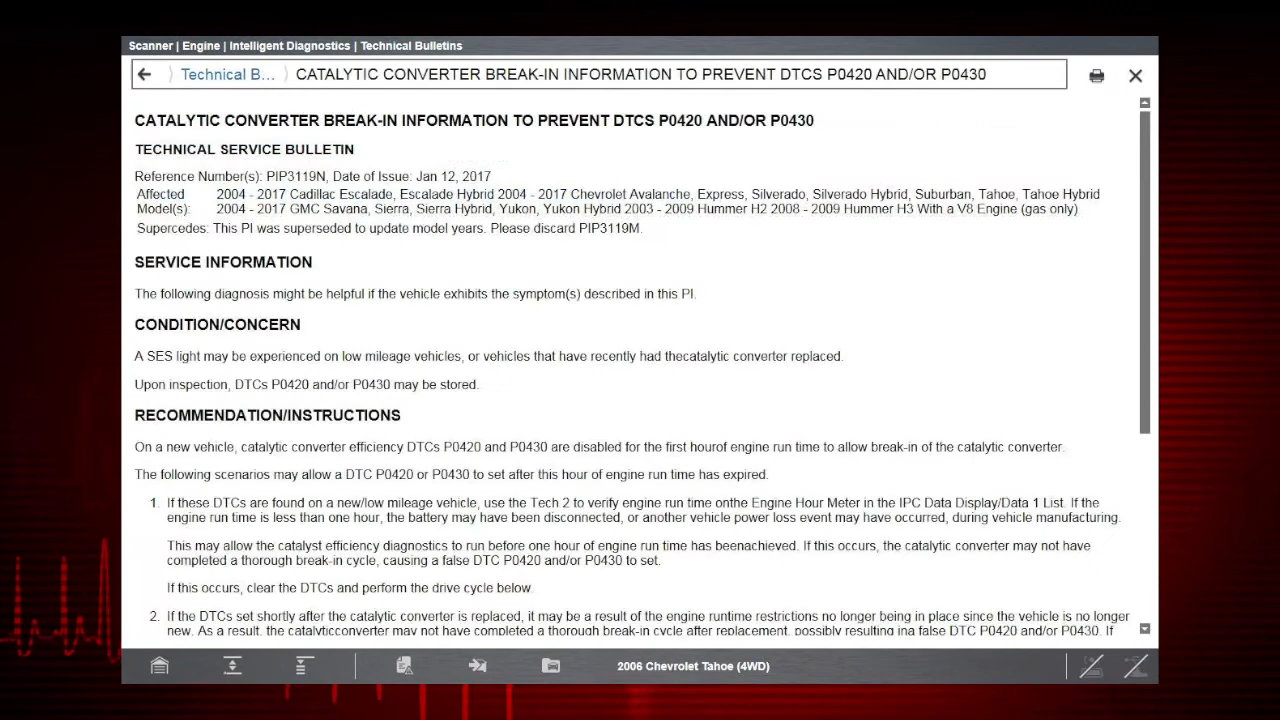 Scanner | Engine | Intelligent Diagnostics | Technical Bulletins
Technical B... CATALYTIC CONVERTER BREAK-IN INFORMATION TO PREVENT DTCS P0420 AND/OR P0430
CATALYTIC CONVERTER BREAK-IN INFORMATION TO PREVENT DTCS P0420 AND/OR P0430
TECHNICAL SERVICE BULLETIN
Reference Number(s): PIP3119N, Date of Issue: Jan 12, 2017
Affected 2004 - 2017 Cadillac Escalade, Escalade Hybrid 2004 - 2017 Chevrolet Avalanche, Express, Silverado, Silverado Hybrid, Suburban, Tahoe, Tahoe Hybrid
Model(s): 2004 - 2017 GMC Savana, Sierra, Sierra Hybrid, Yukon, Yukon Hybrid 2003 - 2009 Hummer H2 2008 - 2009 Hummer H3 With a V8 Engine (gas only)
Supercedes: This PI was superseded to update model years. Please discard PIP3119M.
SERVICE INFORMATION
The following diagnosis might be helpful if the vehicle exhibits the symptom(s) described in this PI.
CONDITION/CONCERN
A SES light may be experienced on low mileage vehicles, or vehicles that have recently had thecatalytic converter replaced.
Upon inspection, DTCs P0420 and/or P0430 may be stored.
RECOMMENDATION/INSTRUCTIONS
On a new vehicle, catalytic converter efficiency DTCs P0420 and P0430 are disabled for the first hourof engine run time to allow break-in of the catalytic converter.
The following scenarios may allow a DTC P0420 or P0430 to set after this hour of engine run time has expired.
1. If these DTCs are found on a new/low mileage vehicle, use the Tech 2 to verify engine run time onthe Engine Hour Meter in the IPC Data Display/Data 1 List. If the
engine run time is less than one hour, the battery may have been disconnected, or another vehicle power loss event may have occurred, during vehicle manufacturing.
This may allow the catalyst efficiency diagnostics to run before one hour of engine run time has beenachieved. If this occurs, the catalytic converter may not have
completed a thorough break-in cycle, causing a false DTC P0420 and/or P0430 to set.
If this occurs, clear the DTCs and perform the drive cycle below.
2. If the DTCs set shortly after the catalytic converter is replaced, it may be a result of the engine runtime restrictions no longer being in place since the vehicle is no longer
new. As a result, the catalyticconverter may not have completed a thorough break-in cycle after replacement, possibly resulting ina false DTC P0420 and/or P0430. If
2006 Chevrolet Tahoe (4WD)